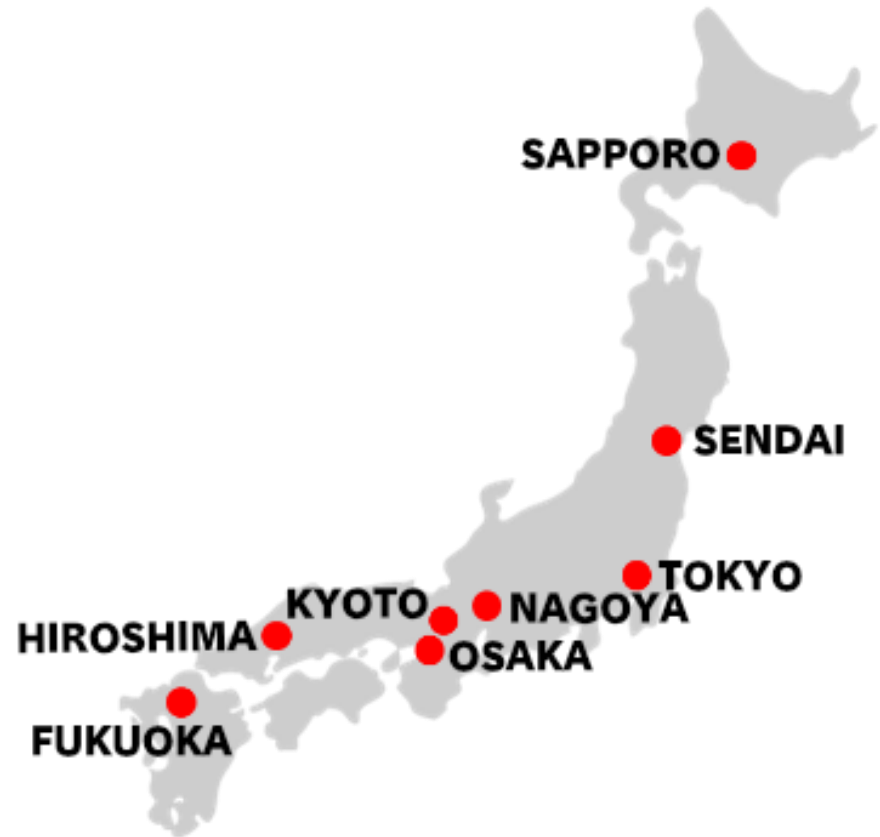 SAPPORO
SENDAI
TOKYO
KYOTO
NAGOYA
HIROSHIMA
OSAKA
FUKUOKA